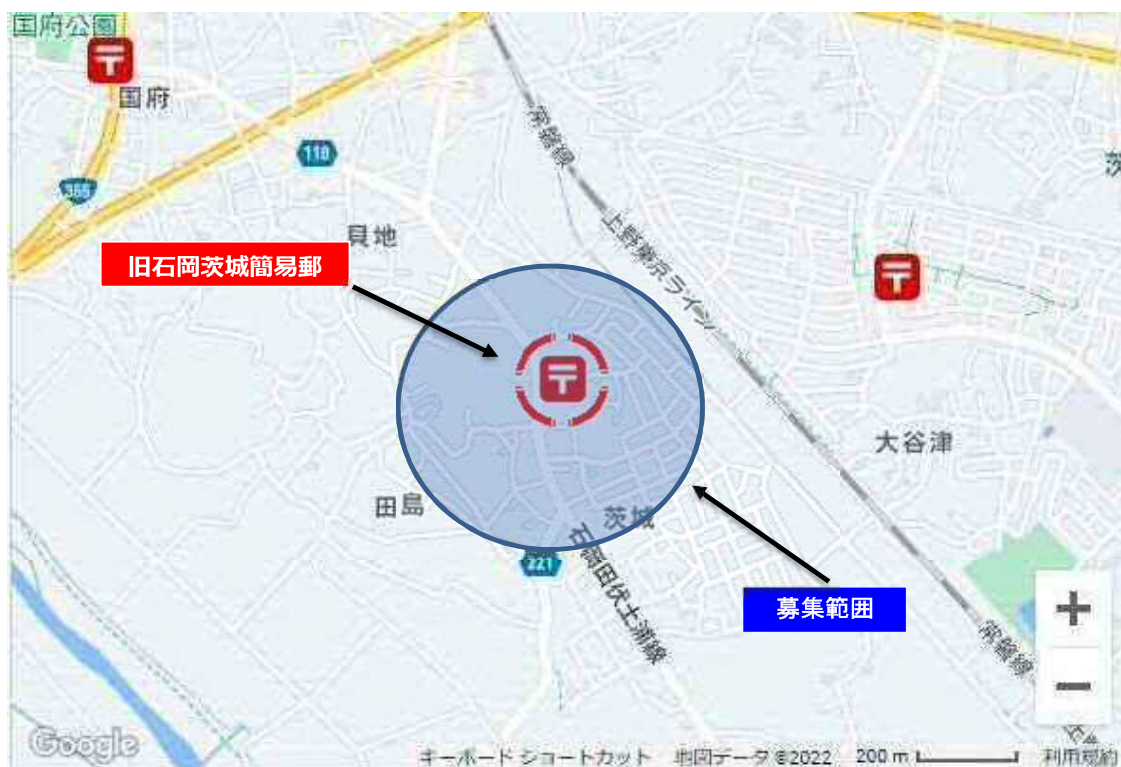 国府公園
国府
118
355
貝地
常磐線
上野東京ライン
旧石岡茨城簡易郵
大谷津
田島
茨城
221
石岡田伏土浦線
募集範囲
常磐線
+
−
Google
キーボード ショートカット 地図データ ©2022 200 m 利用規約